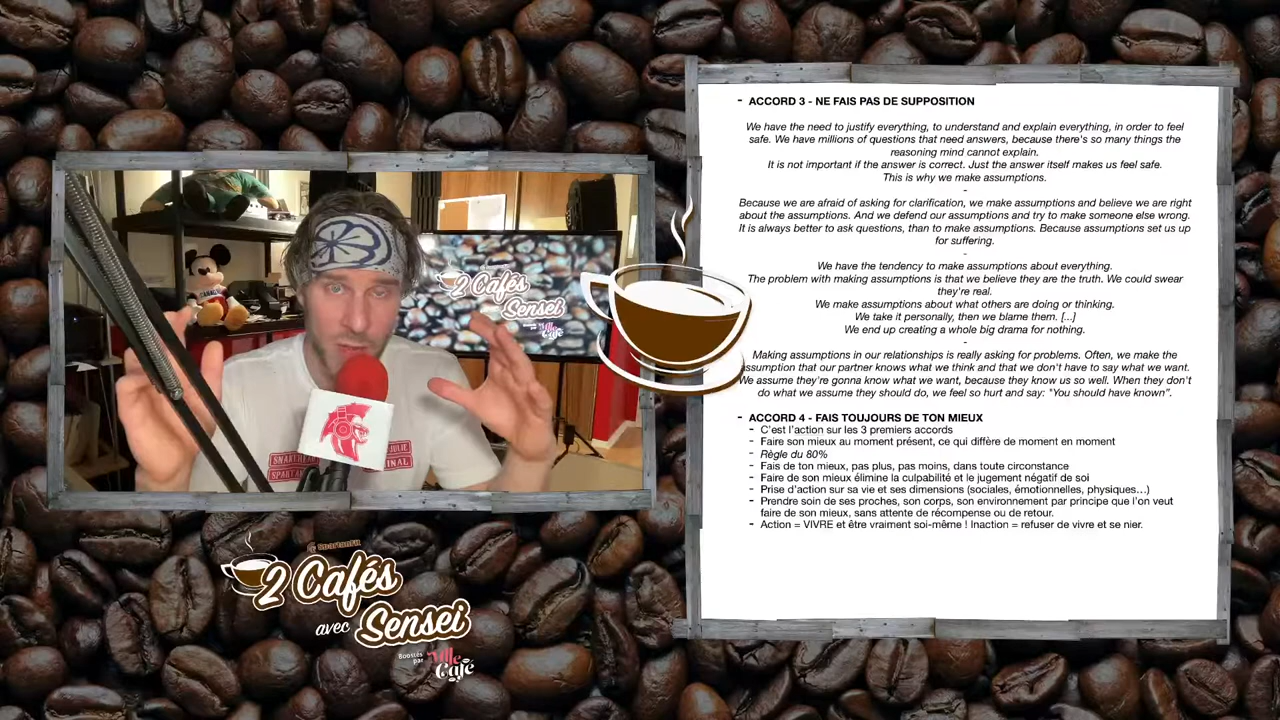 - ACCORD 3 - NE FAIS PAS DE SUPPOSITION
We have the need to justify everything, to understand and explain everything, in order to feel
safe. We have millions of questions that need answers, because there's so many things the
reasoning mind cannot explain.
It is not important if the answer is correct. Just the answer itself makes us feel safe.
This is why we make assumptions.
-
Because we are afraid of asking for clarification, we make assumptions and believe we are right
about the assumptions. And we defend our assumptions and try to make someone else wrong.
It is always better to ask questions, than to make assumptions. Because assumptions set us up
for suffering.
-
We have the tendency to make assumptions about everything.
The problem with making assumptions is that we believe they are the truth. We could swear
they're real.
We make assumptions about what others are doing or thinking.
We take it personally, then we blame them. [...]
We end up creating a whole big drama for nothing.
-
Making assumptions in our relationships is really asking for problems. Often, we make the
assumption that our partner knows what we think and that we don't have to say what we want.
We assume they're gonna know what we want, because they know us so well. When they don't
do what we assume they should do, we feel so hurt and say: "You should have known".
- ACCORD 4 - FAIS TOUJOURS DE TON MIEUX
- C'est l'action sur les 3 premiers accords
- Faire son mieux au moment présent, ce qui diffère de moment en moment
- Règle du 80%
- Fais de ton mieux, pas plus, pas moins, dans toute circonstance
- Faire de son mieux élimine la culpabilité et le jugement négatif de soi
- Prise d'action sur sa vie et ses dimensions (sociales, émotionnelles, physiques...)
- Prendre soin de ses proches, son corps, son environnement par principe que l'on veut
faire de son mieux, sans attente de récompense ou de retour.
- Action = VIVRE et être vraiment soi-même ! Inaction = refuser de vivre et se nier.
2 Cafés
Sensei
SpartanFit
2 Cafés
avec Sensei
Boostés
par
Café